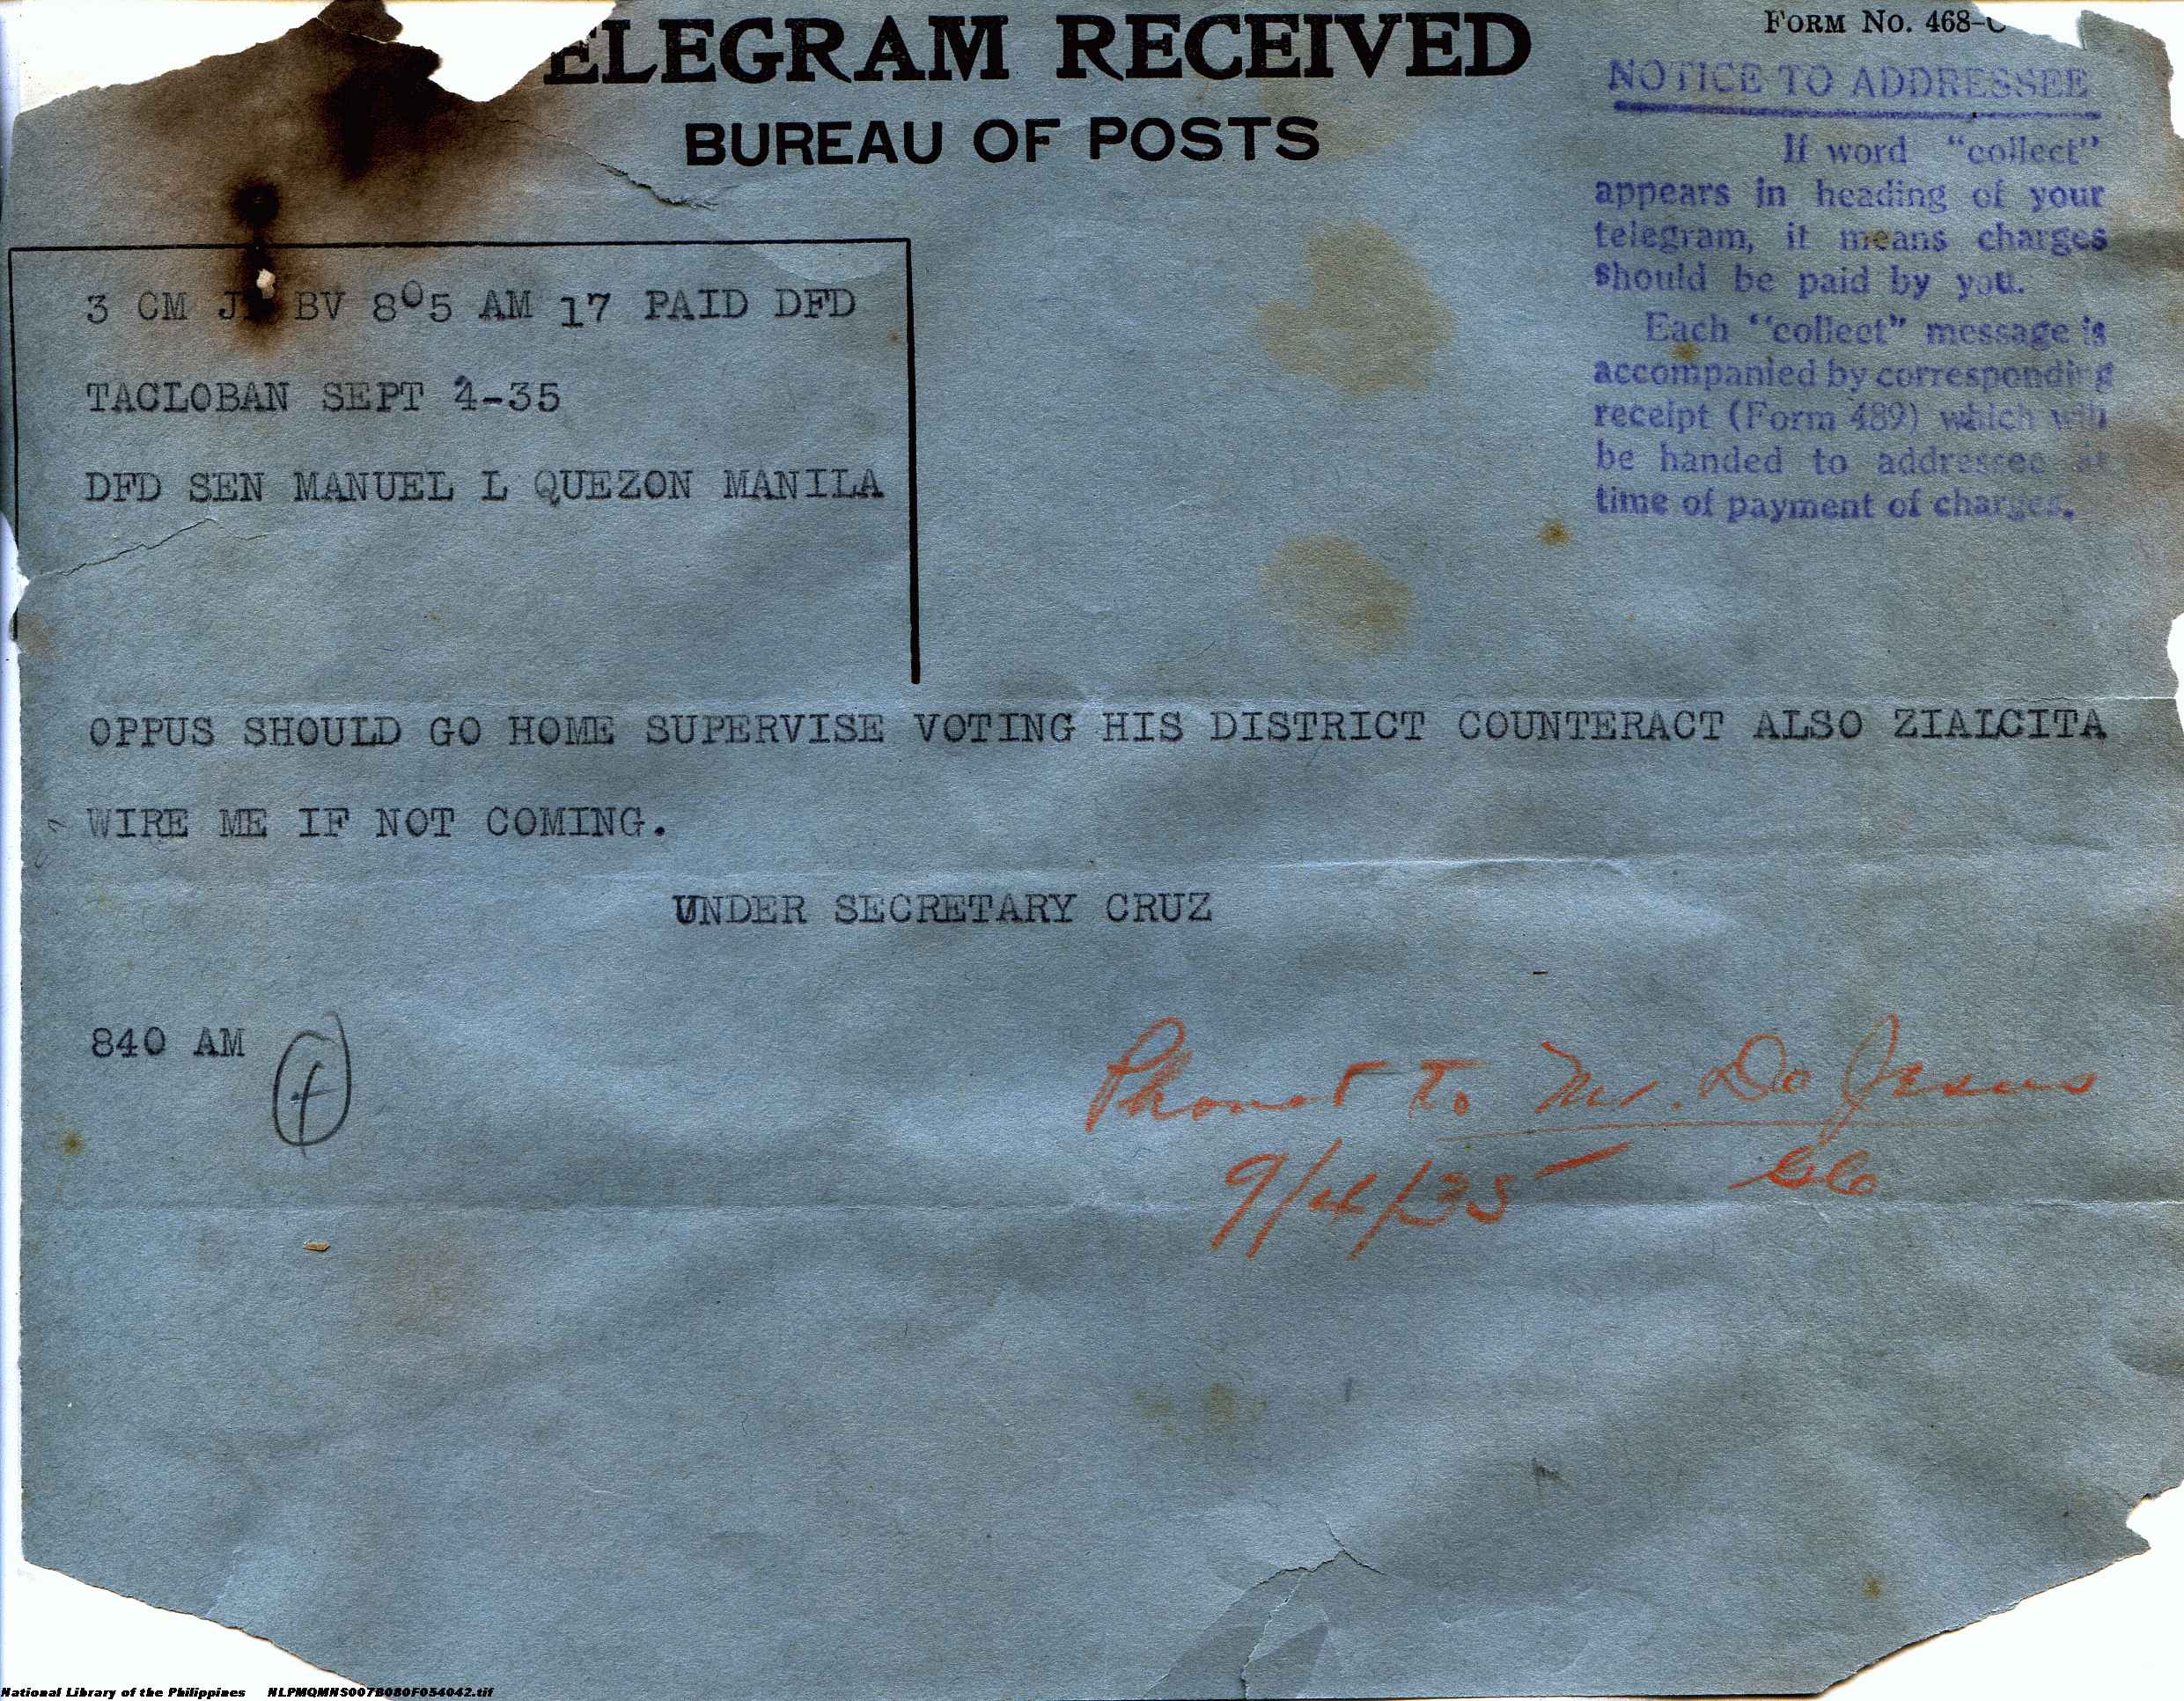 ELEGRAM RECEIVED
BUREAU OF POSTS
FORM NO. 468-
NOTICE TO ADDRESSEE
If word "collect"
appears in heading of your
telegram, it means charges
should be paid by you.
Each "collect" message is
accompanied by corresponding
receipt (Form 489) which will
be handed to addressee at
time of payment of charges.
3 CM J BV 805 AM 17 PAID DFD
TACLOBAN SEPT 4-35
DFD SEN MANUEL L QUEZON MANILA
OPPUS SHOULD GO HOME SUPERVISE VOTING HIS DISTRICT COUNTERACT ALSO ZIALCITA
WIRE ME IF NOT COMING.
UNDER SECRETARY CRUZ
840 AM
Phoned to Mr. De Jesus
9/4/35
National Library of the Philippines NLPMQMNS007B080F054042.tif